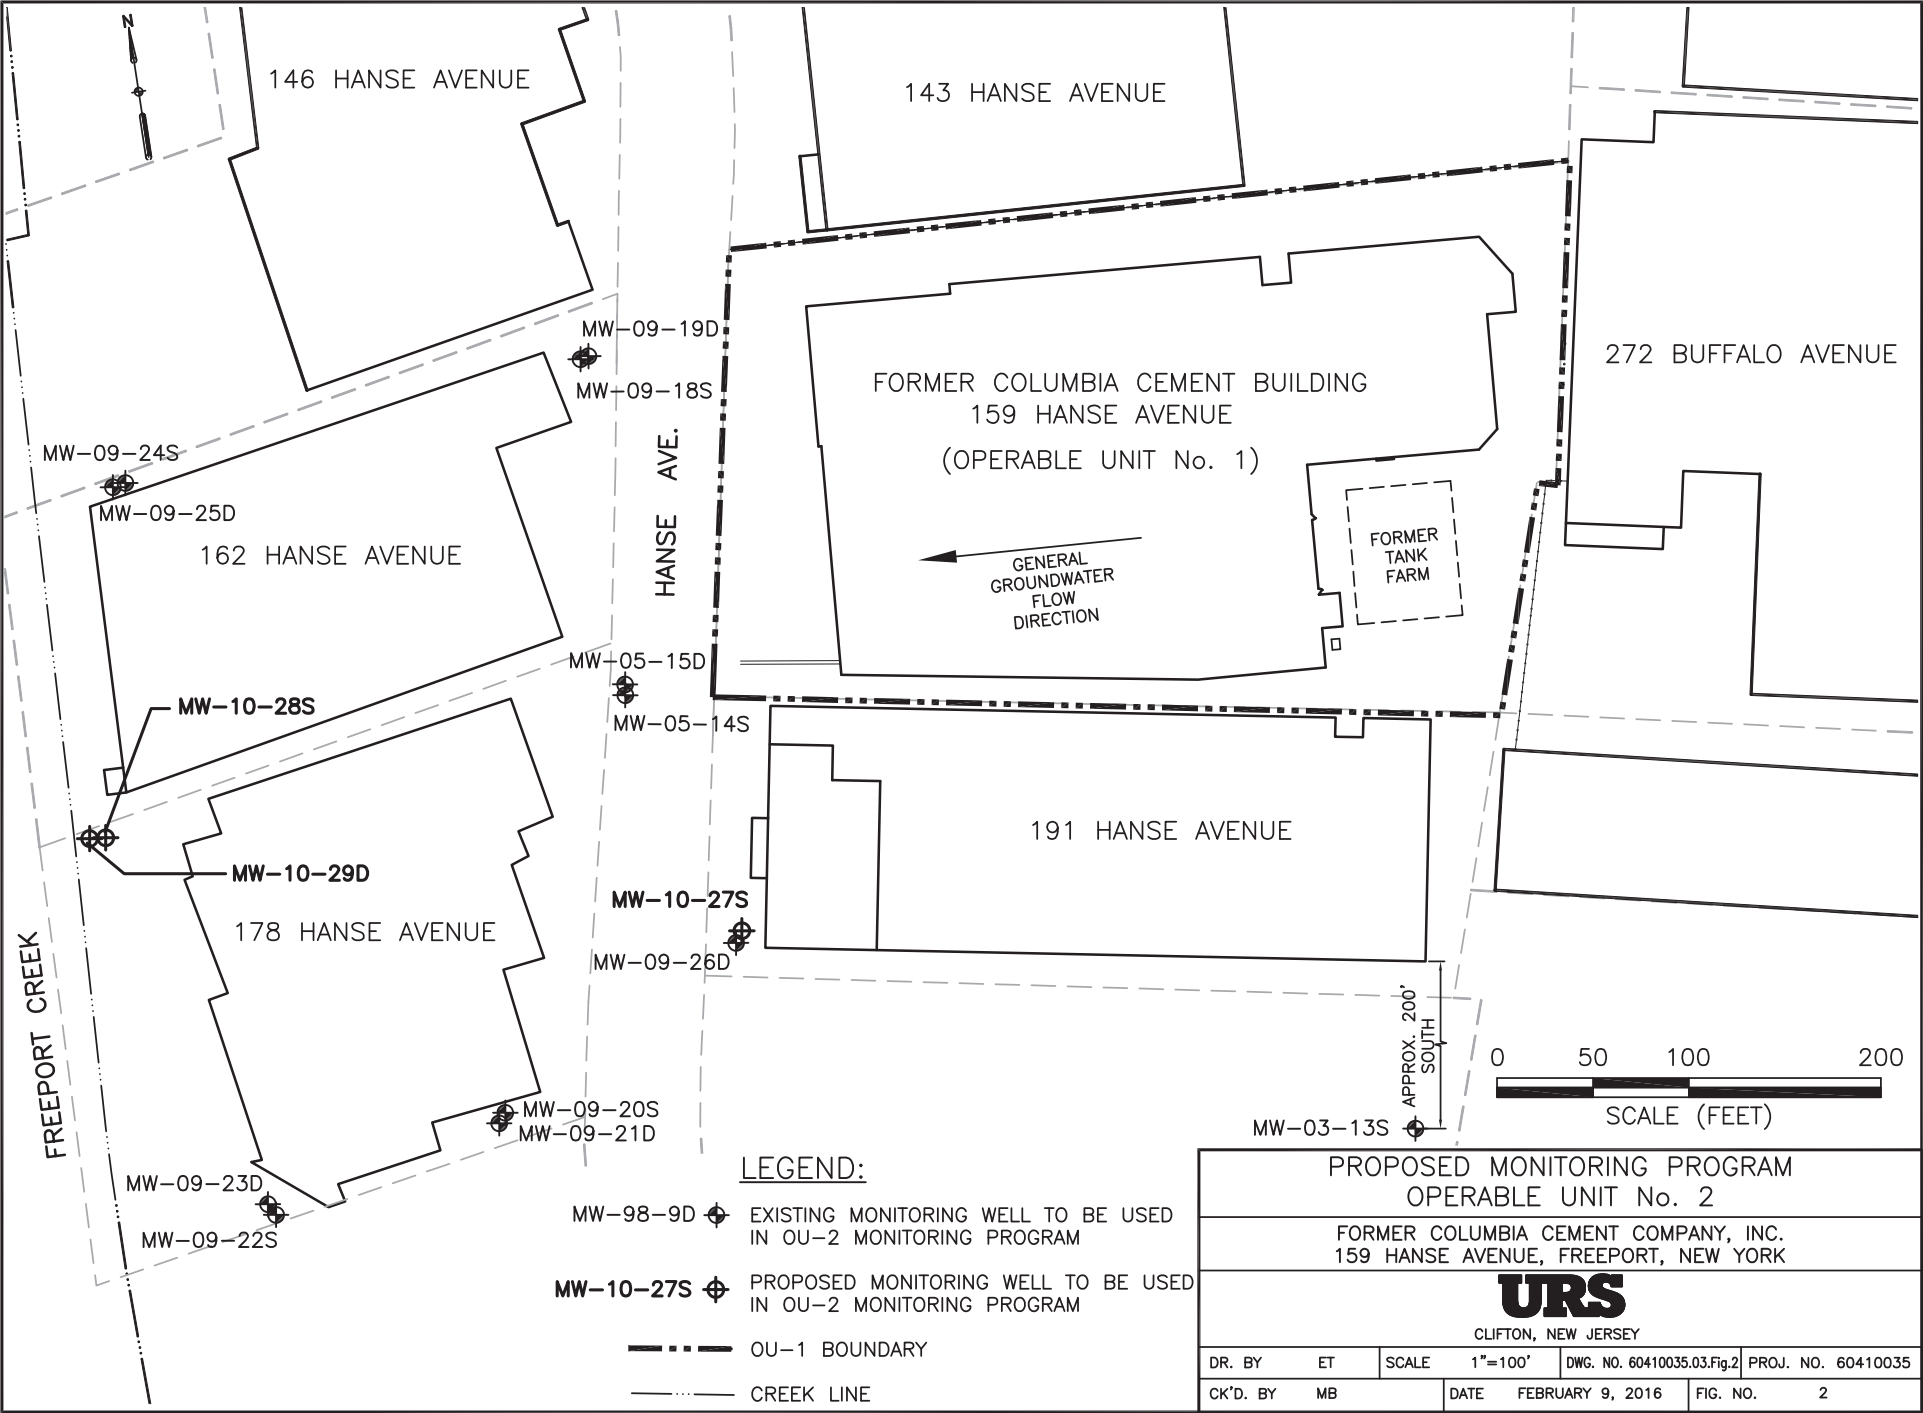 N
146 HANSE AVENUE
143 HANSE AVENUE
MW-09-19D
MW-09-18S
272 BUFFALO AVENUE
FORMER COLUMBIA CEMENT BUILDING
159 HANSE AVENUE
(OPERABLE UNIT No. 1)
MW-09-24S
MW-09-25D
162 HANSE AVENUE
HANSE AVE.
FORMER
TANK
FARM
GENERAL
GROUNDWATER
FLOW
DIRECTION
MW-05-15D
MW-05-14S
MW-10-28S
MW-10-29D
191 HANSE AVENUE
MW-10-27S
MW-09-26D
178 HANSE AVENUE
FREEPORT CREEK
APPROX. 200'
SOUTH
0 50 100 200
SCALE (FEET)
MW-09-20S
MW-09-21D
MW-03-13S
MW-09-23D
MW-09-22S
LEGEND:
MW-98-9D EXISTING MONITORING WELL TO BE USED
IN OU-2 MONITORING PROGRAM
MW-10-27S PROPOSED MONITORING WELL TO BE USED
IN OU-2 MONITORING PROGRAM
OU-1 BOUNDARY
CREEK LINE
PROPOSED MONITORING PROGRAM
OPERABLE UNIT No. 2
FORMER COLUMBIA CEMENT COMPANY, INC.
159 HANSE AVENUE, FREEPORT, NEW YORK
URS
CLIFTON, NEW JERSEY
DR. BY ET SCALE 1"=100' DWG. NO. 60410035.03.Fig.2 PROJ. NO. 60410035
CK'D. BY MB DATE FEBRUARY 9, 2016 FIG. NO. 2